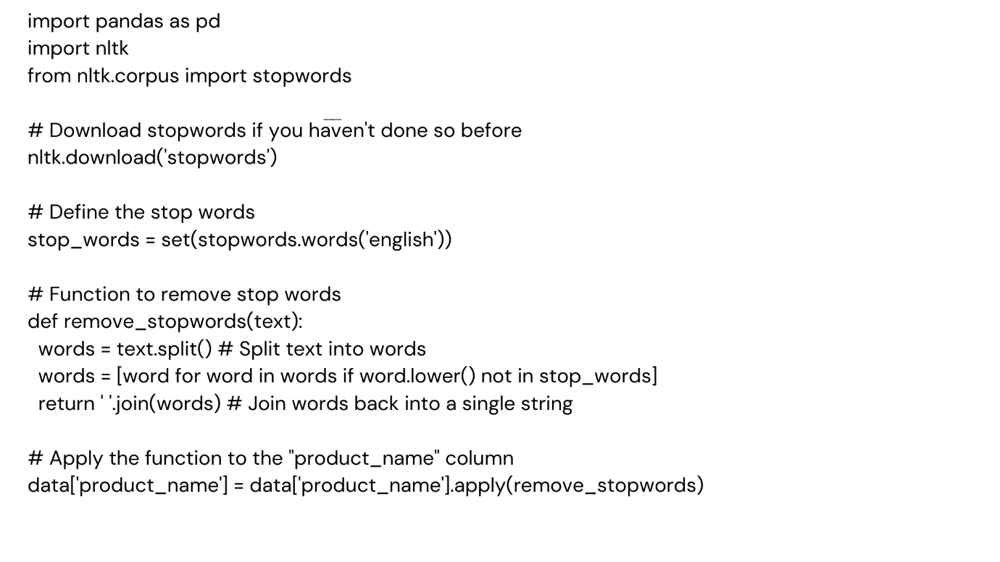 import pandas as pd
import nltk
from nltk.corpus import stopwords
# Download stopwords if you haven't done so before
nltk.download('stopwords')
# Define the stop words
stop_words = set(stopwords.words('english'))
# Function to remove stop words
def remove_stopwords(text):
  words = text.split() # Split text into words
  words = [word for word in words if word.lower() not in stop_words]
  return ' '.join(words) # Join words back into a single string
# Apply the function to the "product_name" column
data['product_name'] = data['product_name'].apply(remove_stopwords)